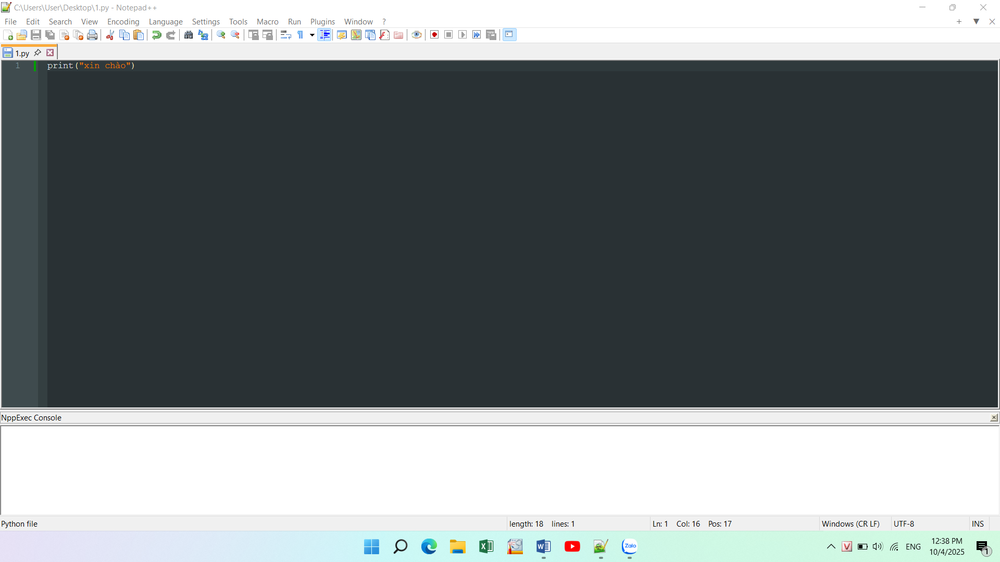 C:\Users\User\Desktop\1.py - Notepad++
File Edit Search View Encoding Language Settings Tools Macro Run Plugins Window ?
1.py
1 print("xin chào")
NppExec Console
Python file length: 18 lines: 1 Ln: 1 Col: 16 Pos: 17 Windows (CR LF) UTF-8 INS
Zalo
V ENG 12:38 PM
10/4/2025 1